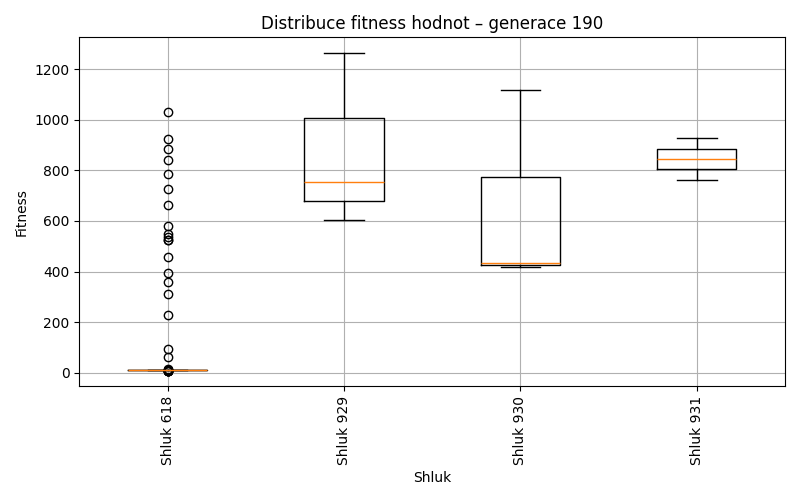 Distribuce fitness hodnot – generace 190
Fitness
1200
1000
800
600
400
200
0
Shluk 618
Shluk 929
Shluk 930
Shluk 931
Shluk